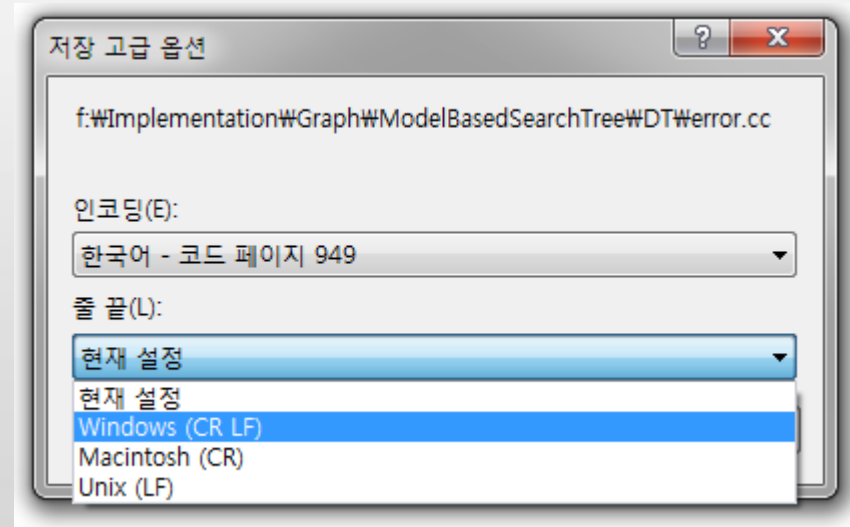 저장 고급 옵션
f:₩Implementation₩Graph₩ModelBasedSearchTree₩DT₩error.cc
인코딩(E):
한국어 - 코드 페이지 949
줄 끝(L):
현재 설정
현재 설정
Windows (CR LF)
Macintosh (CR)
Unix (LF)